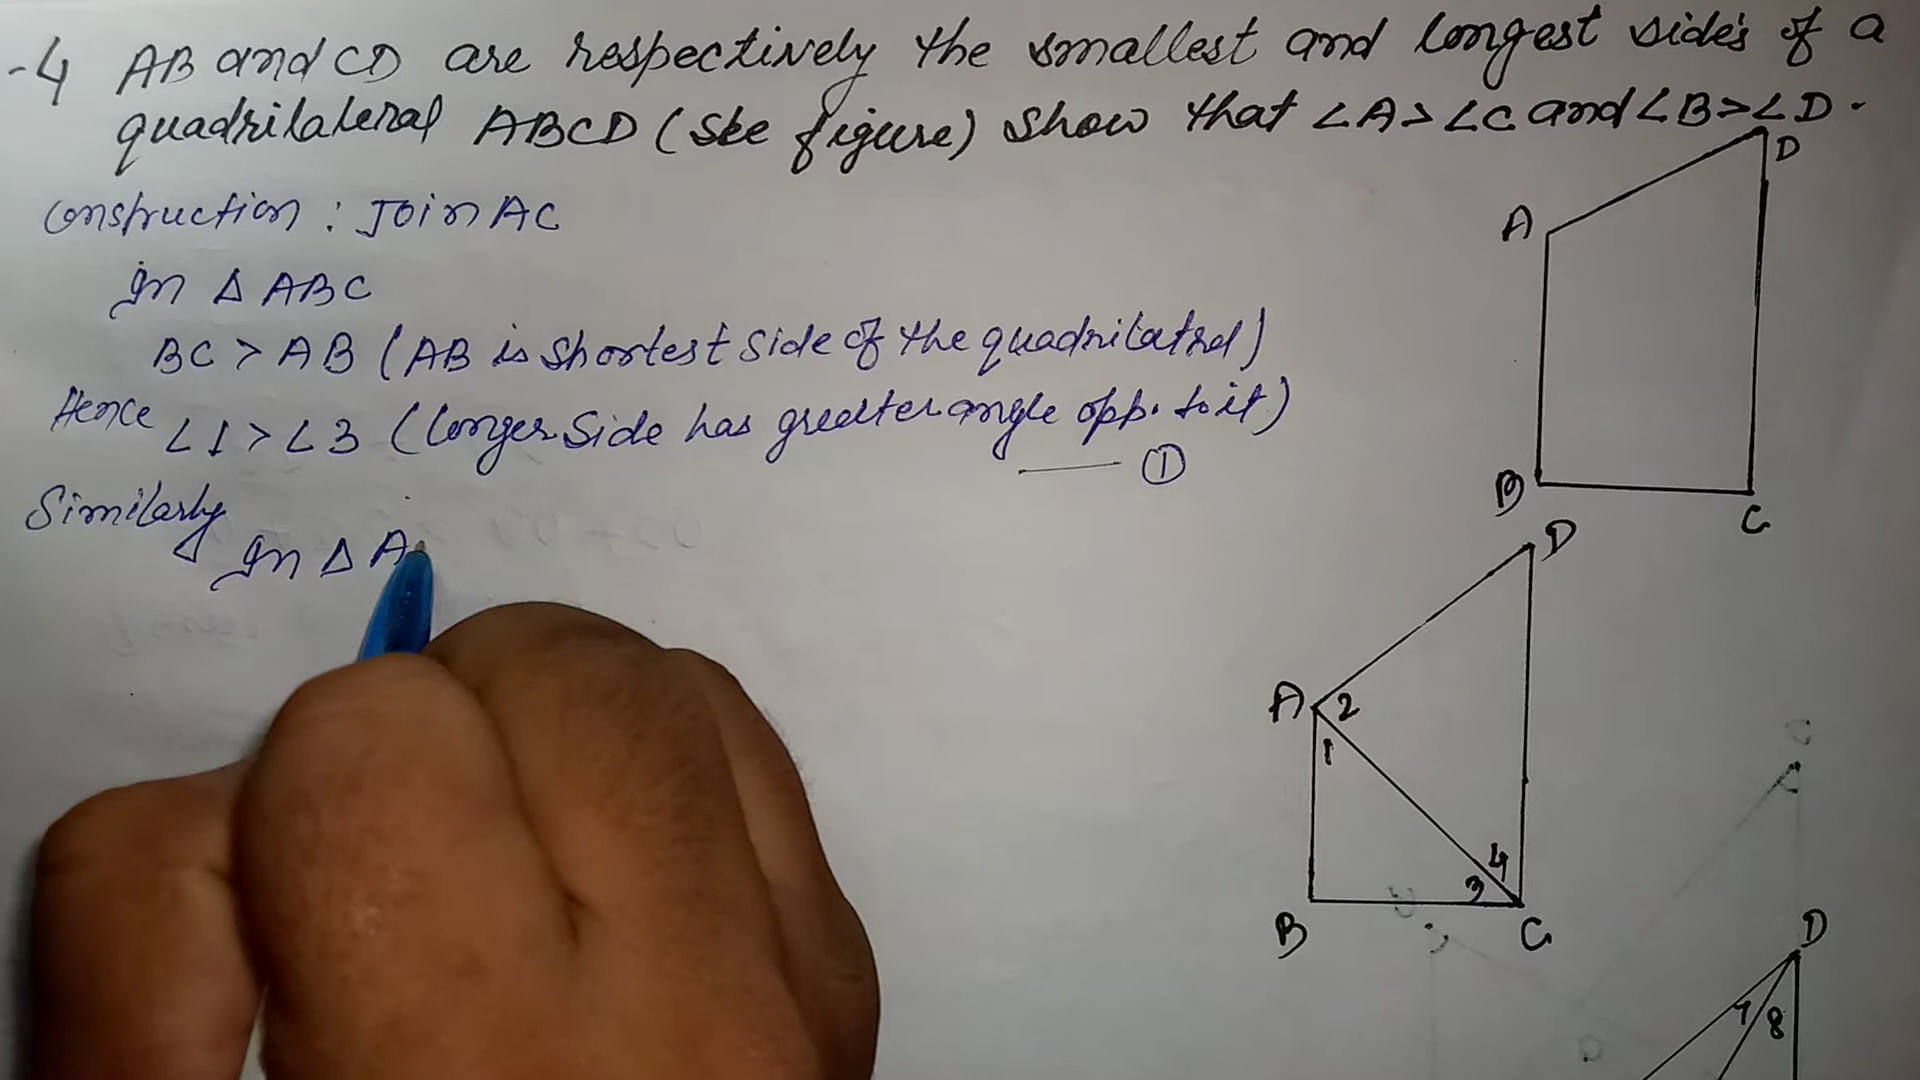 -4 AB and CD are respectively the smallest and longest sides of a
quadrilateral ABCD (See figure) Show that ∠A > ∠C and ∠B > ∠D.
Construction : Join AC
In Δ ABC
BC > AB (AB is shortest side of the quadrilatral)
Hence ∠1 > ∠3 (longer Side has greater angle opp. to it)
①
Similarly
In Δ A
D
A
B
C
D
A
2
1
4
3
B
C
D
7
8